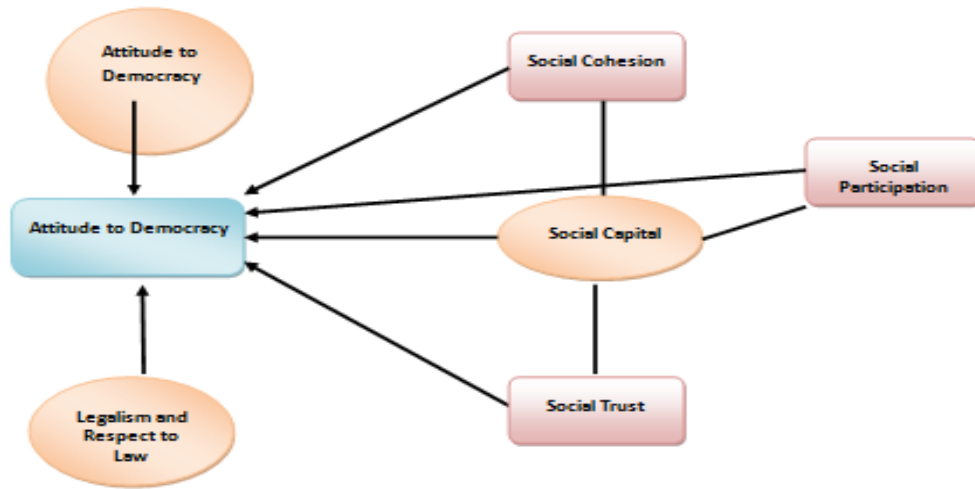 Attitude to
Democracy
Social Cohesion
Social
Participation
Attitude to Democracy
Social Capital
Legalism and
Respect to
Law
Social Trust